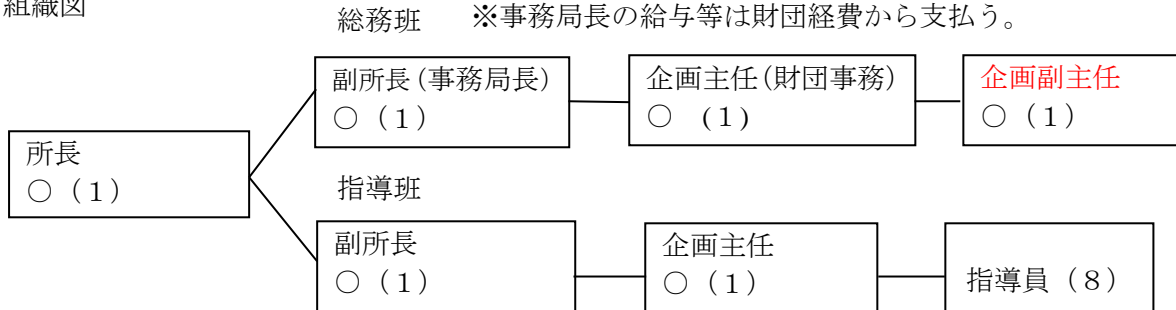 組織図
総務班　※事務局長の給与等は財団経費から支払う。
副所長(事務局長)
○（１）
企画主任(財団事務)
○ （１）
企画副主任
○（１）
所長
○（１）
指導班
副所長
○（１）
企画主任
○（１）
指導員（８）